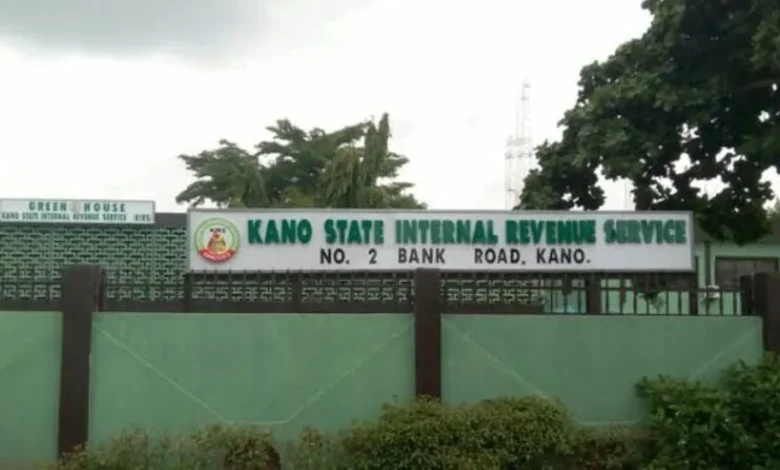 GREEN HOUSE
KANO STATE INTERNAL REVENUE SERVICE
KANO STATE INTERNAL REVENUE SERVICE
NO. 2 BANK ROAD, KANO.